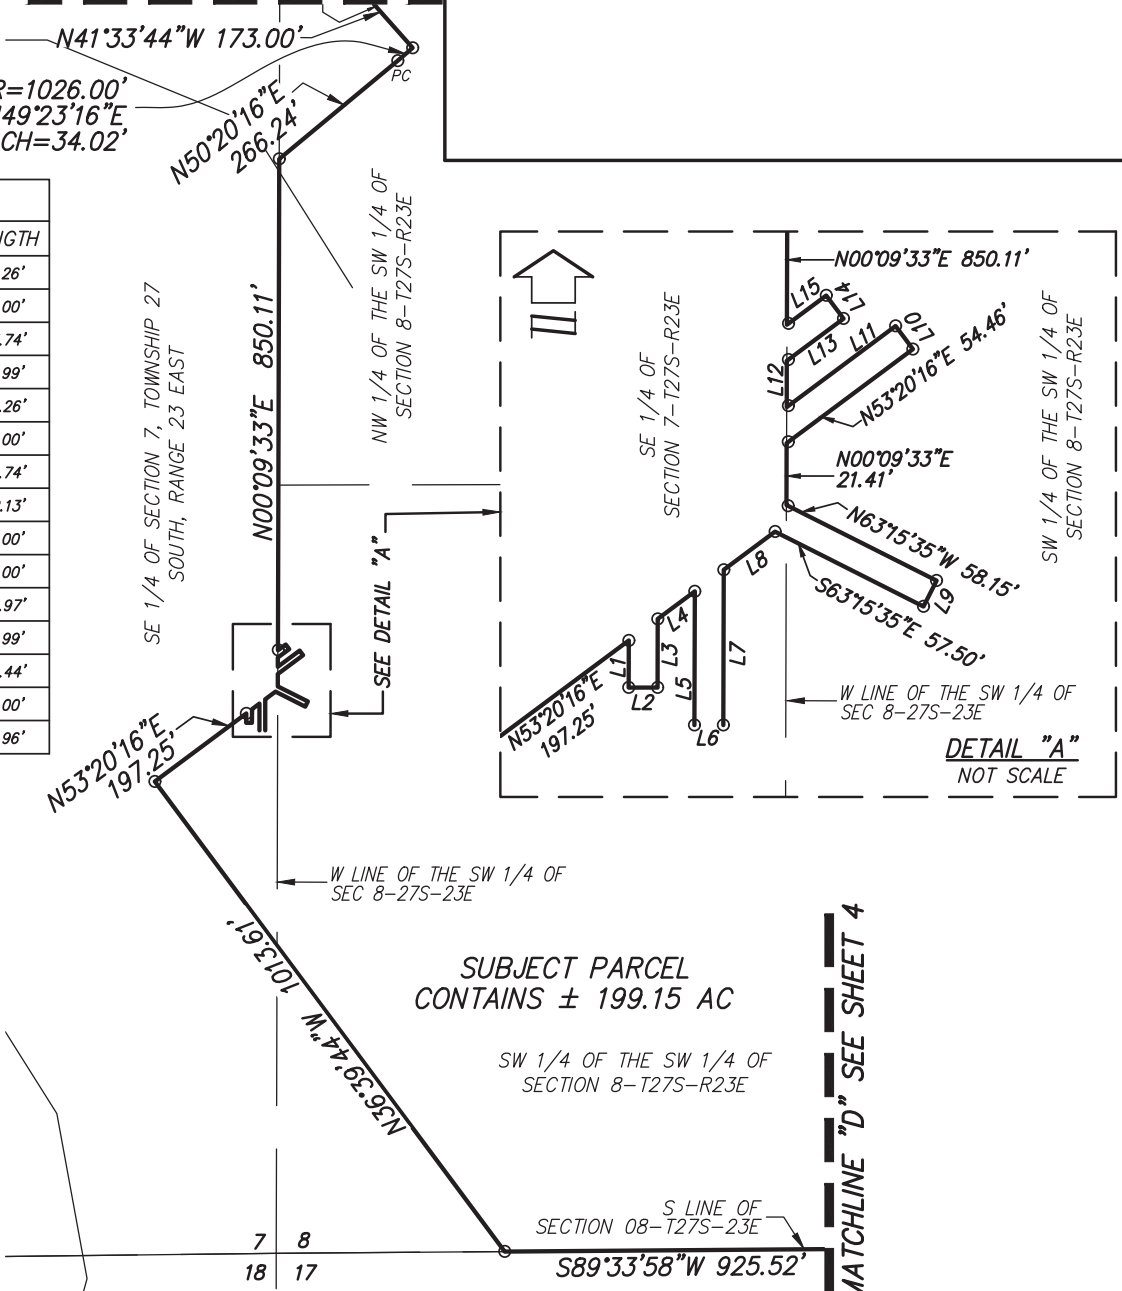 N41°33'44"W 173.00'
R=1026.00'
N49°23'16"E
CH=34.02'
PC
N50°20'16"E
266.24'
NGTH
26'
00'
.74'
99'
.26'
00'
.74'
.13'
00'
00'
.97'
.99'
.44'
00'
96'
SE 1/4 OF SECTION 7, TOWNSHIP 27
SOUTH, RANGE 23 EAST
N00°09'33"E 850.11'
NW 1/4 OF THE SW 1/4 OF
SECTION 8-T27S-R23E
SEE DETAIL "A"
N53°20'16"E
197.25'
N00°09'33"E 850.11'
L15
L14
L13
L11
L10
L12
N53°20'16"E 54.46'
SE 1/4 OF
SECTION 7-T27S-R23E
SW 1/4 OF THE SW 1/4 OF
SECTION 8-T27S-R23E
N00°09'33"E
21.41'
N63°15'35"W 58.15'
L8
L9
S63°15'35"E 57.50'
L4
L1
L3
L2
L5
L7
L6
N53°20'16"E
197.25'
W LINE OF THE SW 1/4 OF
SEC 8-27S-23E
DETAIL "A"
NOT SCALE
W LINE OF THE SW 1/4 OF
SEC 8-27S-23E
1013.61'
N36°39'44"W
SUBJECT PARCEL
CONTAINS ± 199.15 AC
SW 1/4 OF THE SW 1/4 OF
SECTION 8-T27S-R23E
MATCHLINE "D" SEE SHEET 4
S LINE OF
SECTION 08-T27S-23E
7 8
18 17
S89°33'58"W 925.52'